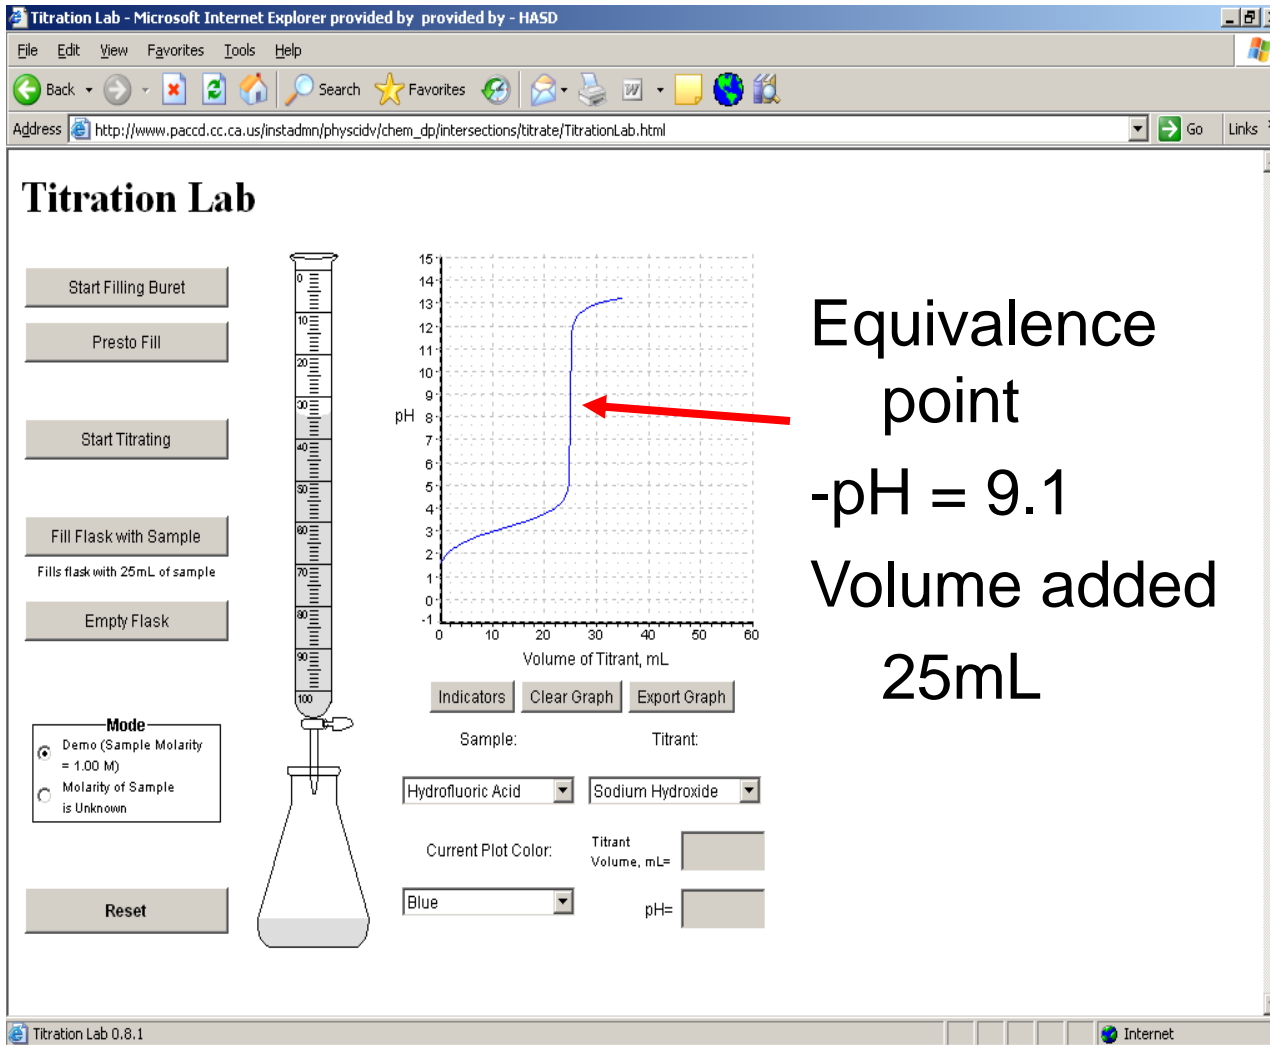 Titration Lab - Microsoft Internet Explorer provided by provided by - HASD
File Edit View Favorites Tools Help
Back Search Favorites
Address http://www.paccd.cc.ca.us/instadmn/physcidv/chem_dp/intersections/titrate/TitrationLab.html Go Links
Titration Lab
Start Filling Buret
Presto Fill
Start Titrating
Fill Flask with Sample
Fills flask with 25mL of sample
Empty Flask
Mode
Demo (Sample Molarity
= 1.00 M)
Molarity of Sample
is Unknown
Reset
0
10
20
30
40
50
60
70
80
90
100
15
14
13
12
11
10
9
pH 8
7
6
5
4
3
2
1
0
-1
0 10 20 30 40 50 60
Volume of Titrant, mL
Indicators Clear Graph Export Graph
Sample: Titrant:
Hydrofluoric Acid Sodium Hydroxide
Current Plot Color: Titrant
Volume, mL=
Blue pH=
Equivalence
point
-pH = 9.1
Volume added
25mL
Titration Lab 0.8.1 Internet